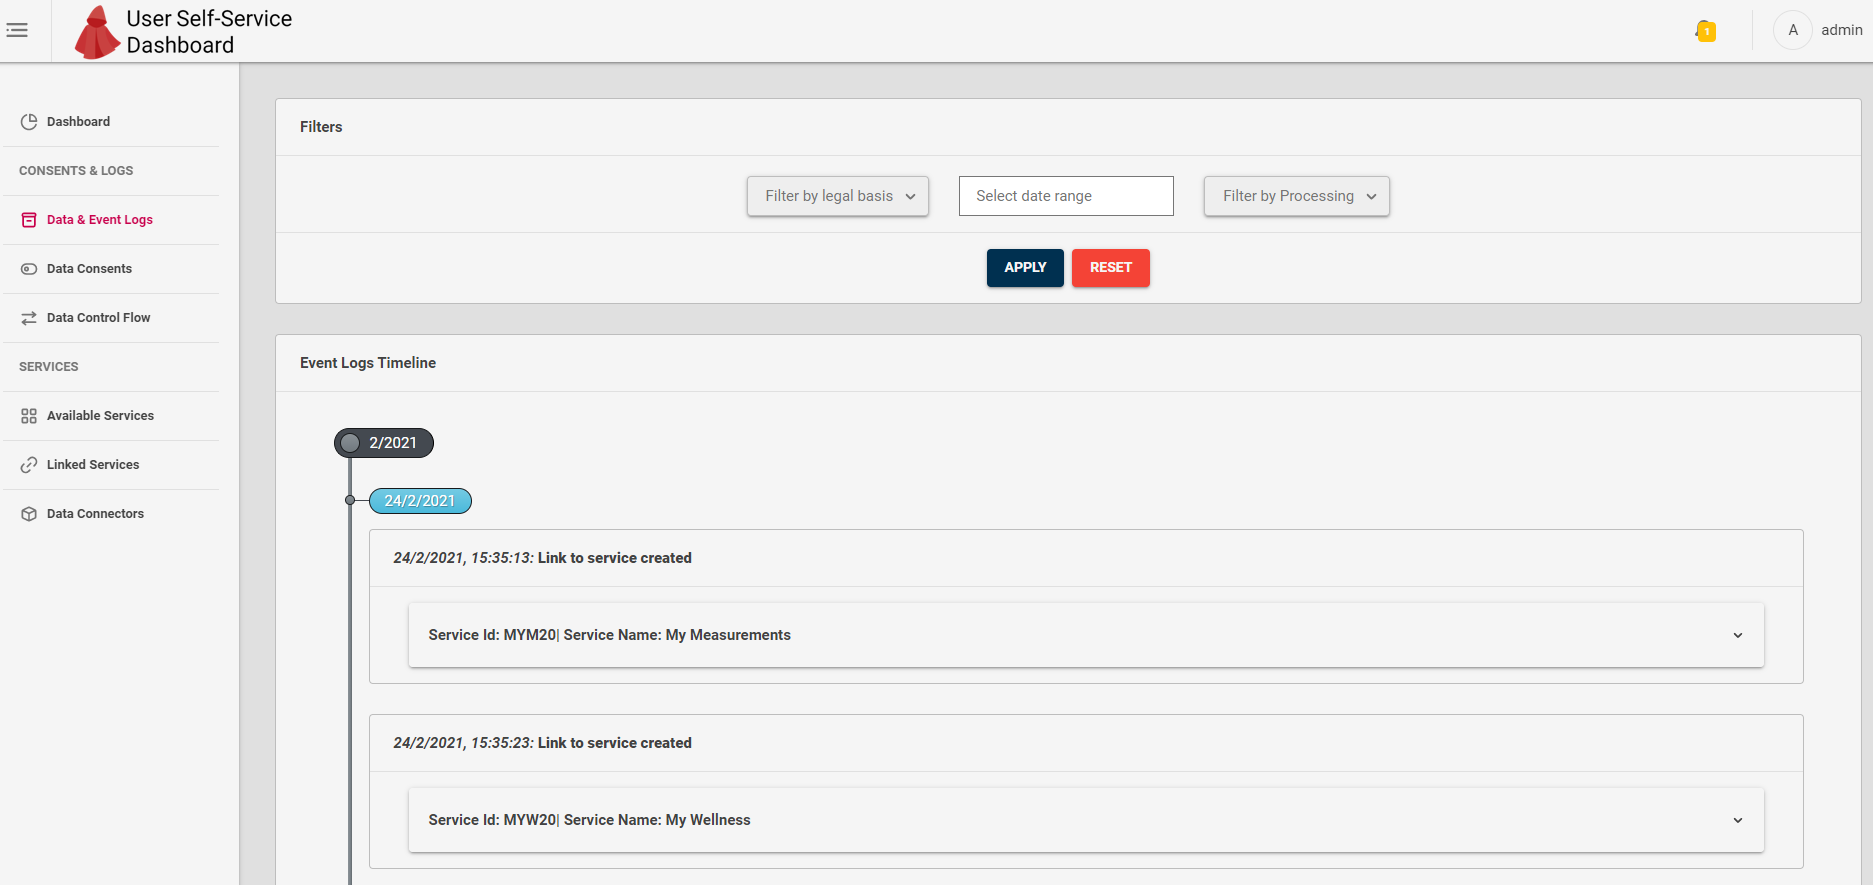 User Self-Service
Dashboard
1
A
admin
Dashboard
CONSENTS & LOGS
Data & Event Logs
Data Consents
Data Control Flow
SERVICES
Available Services
Linked Services
Data Connectors
Filters
Filter by legal basis
Select date range
Filter by Processing
APPLY
RESET
Event Logs Timeline
2/2021
24/2/2021
24/2/2021, 15:35:13: Link to service created
Service Id: MYM20| Service Name: My Measurements
24/2/2021, 15:35:23: Link to service created
Service Id: MYW20| Service Name: My Wellness